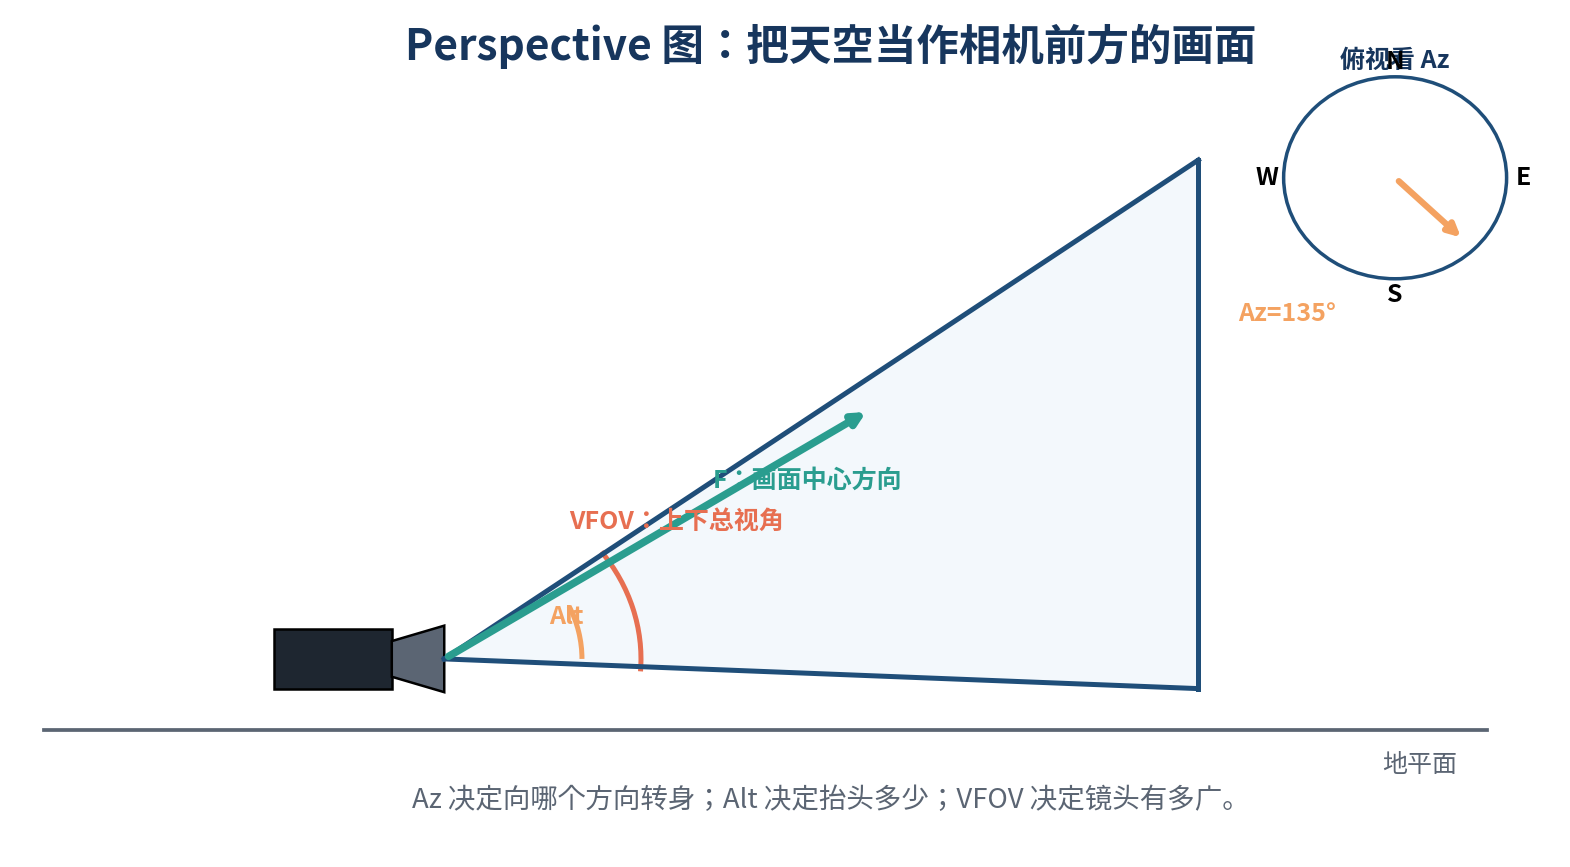 Perspective 图：把天空当作相机前方的画面
俯视看 Az
N
W
E
S
Az=135°
F：画面中心方向
VFOV：上下总视角
Alt
地平面
Az 决定向哪个方向转身；Alt 决定抬头多少；VFOV 决定镜头有多广。